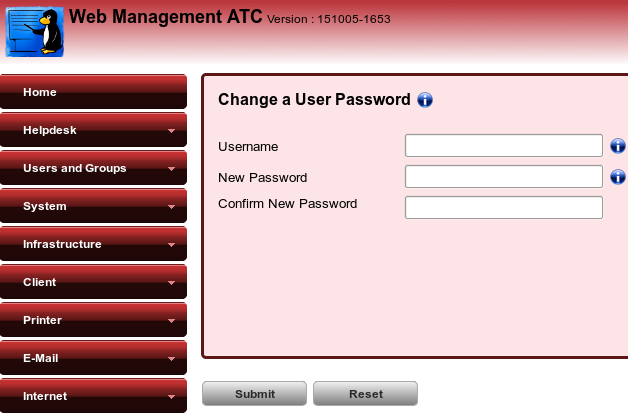 Web Management ATC Version : 151005-1653
Home
Helpdesk
Users and Groups
System
Infrastructure
Client
Printer
E-Mail
Internet
Change a User Password
Username
New Password
Confirm New Password
Submit Reset